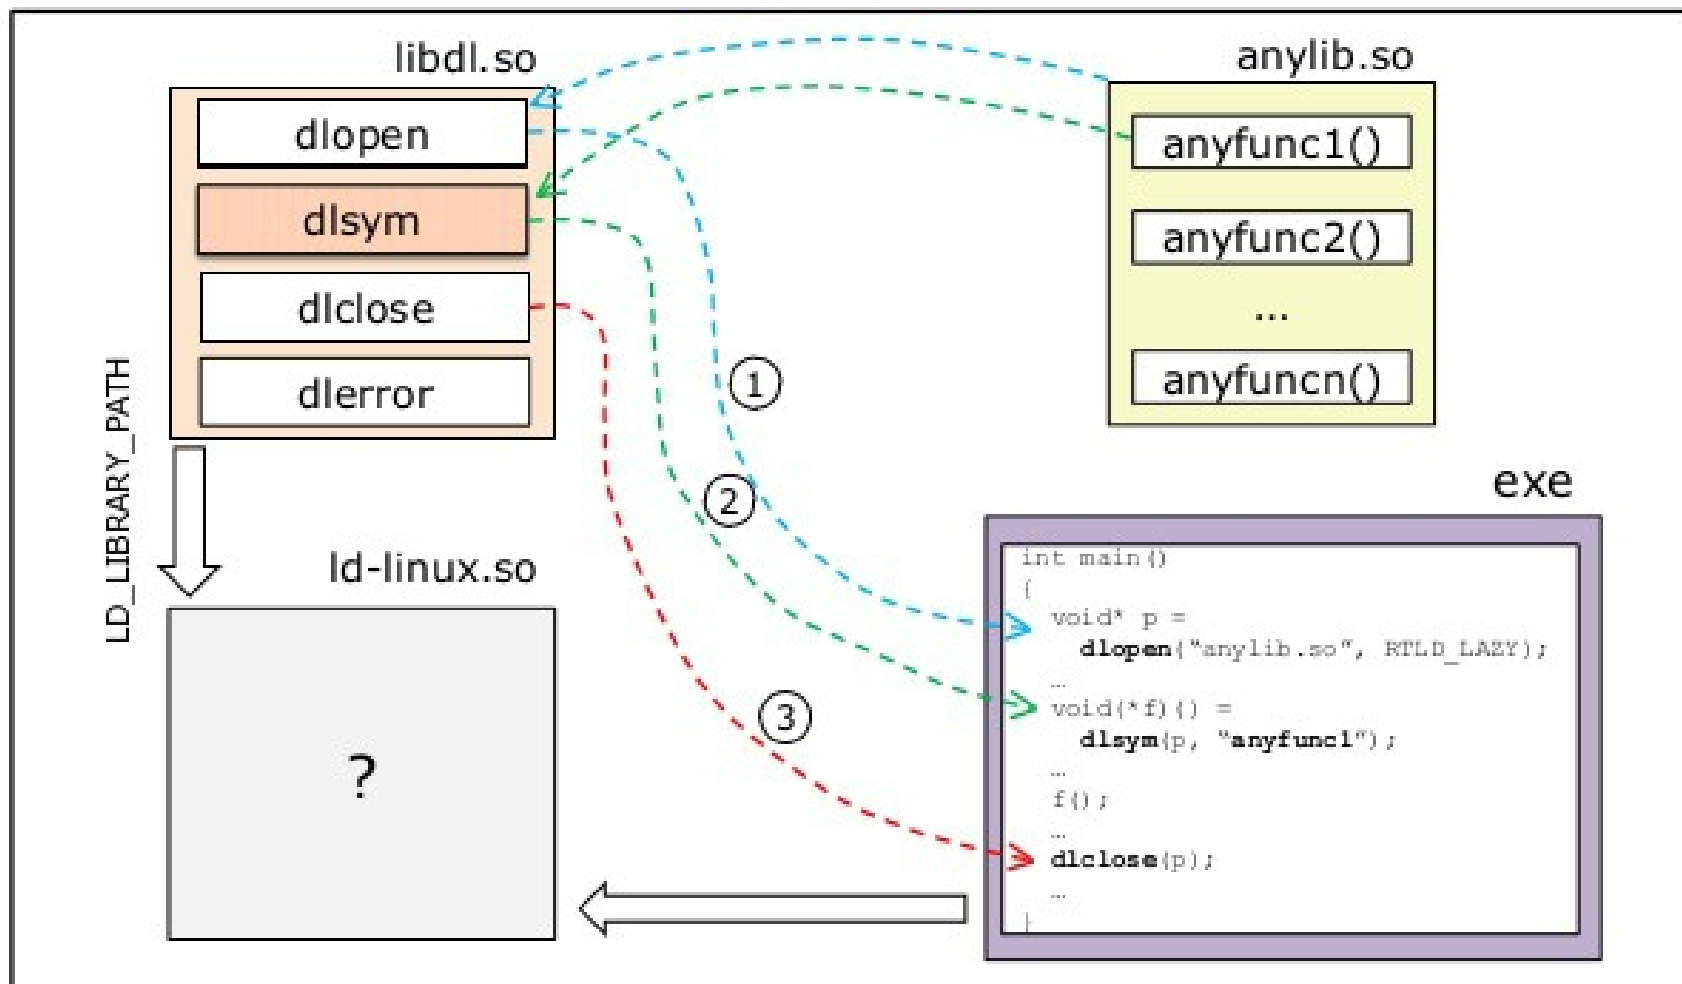 libdl.so
dlopen
dlsym
dlclose
dlerror
anylib.so
anyfunc1()
anyfunc2()
...
anyfuncn()
LD_LIBRARY_PATH
1
2
3
ld-linux.so
?
exe
int main()
{
void* p =
dlopen("anylib.so", RTLD_LAZY);
…
void(*f)() =
dlsym(p, "anyfunc1");
…
f();
…
dlclose(p);
…
}